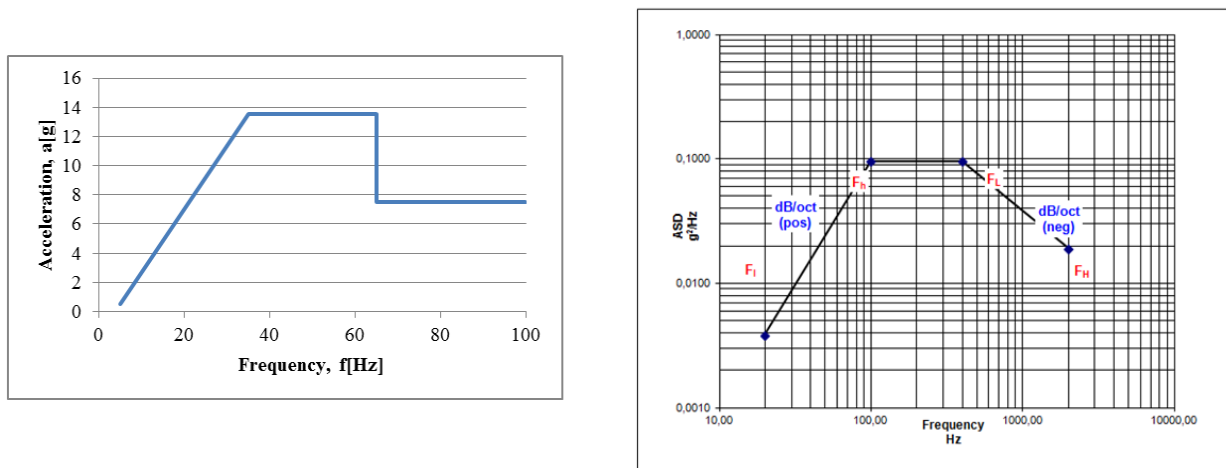 Acceleration, a[g]
16
14
12
10
8
6
4
2
0
0 20 40 60 80 100
Frequency, f[Hz]
ASD
g²/Hz
1,0000
0,1000
0,0100
0,0010
Fh
FL
dB/oct
(pos)
dB/oct
(neg)
Fl
FH
10,00 100,00 1000,00 10000,00
Frequency
Hz